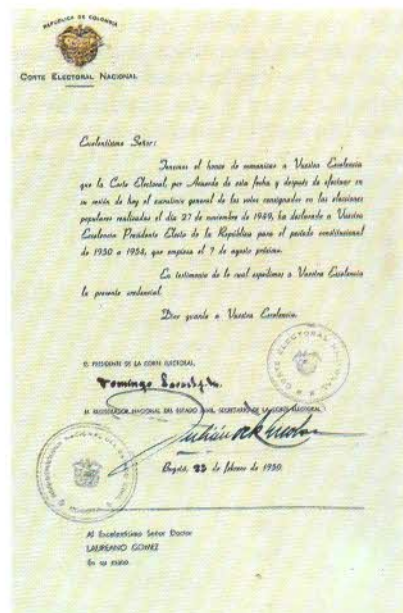 REPUBLICA DE COLOMBIA
CORTE ELECTORAL NACIONAL
Excelentísimo Señor:
Tenemos el honor de comunicar a Vuestra Excelencia
que la Corte Electoral, por Acuerdo de esta fecha y después de efectuar en
su sesión de hoy el escrutinio general de los votos consignados en las elecciones
populares realizadas el día 27 de noviembre de 1949, ha declarado a Vuestra
Excelencia Presidente Electo de la República para el período constitucional
de 1950 a 1954, que empieza el 7 de agosto próximo.
En testimonio de lo cual expedimos a Vuestra Excelencia
la presente credencial.
Dios guarde a Vuestra Excelencia.
CORTE ELECTORAL NACIONAL
EL PRESIDENTE DE LA CORTE ELECTORAL,
Domingo
EL REGISTRADOR NACIONAL DEL ESTADO CIVIL, SECRETARIO DE LA CORTE ELECTORAL,
Bogotá, 23 de febrero de 1950.
Al Excelentísimo Señor Doctor
LAUREANO GOMEZ
En su mano